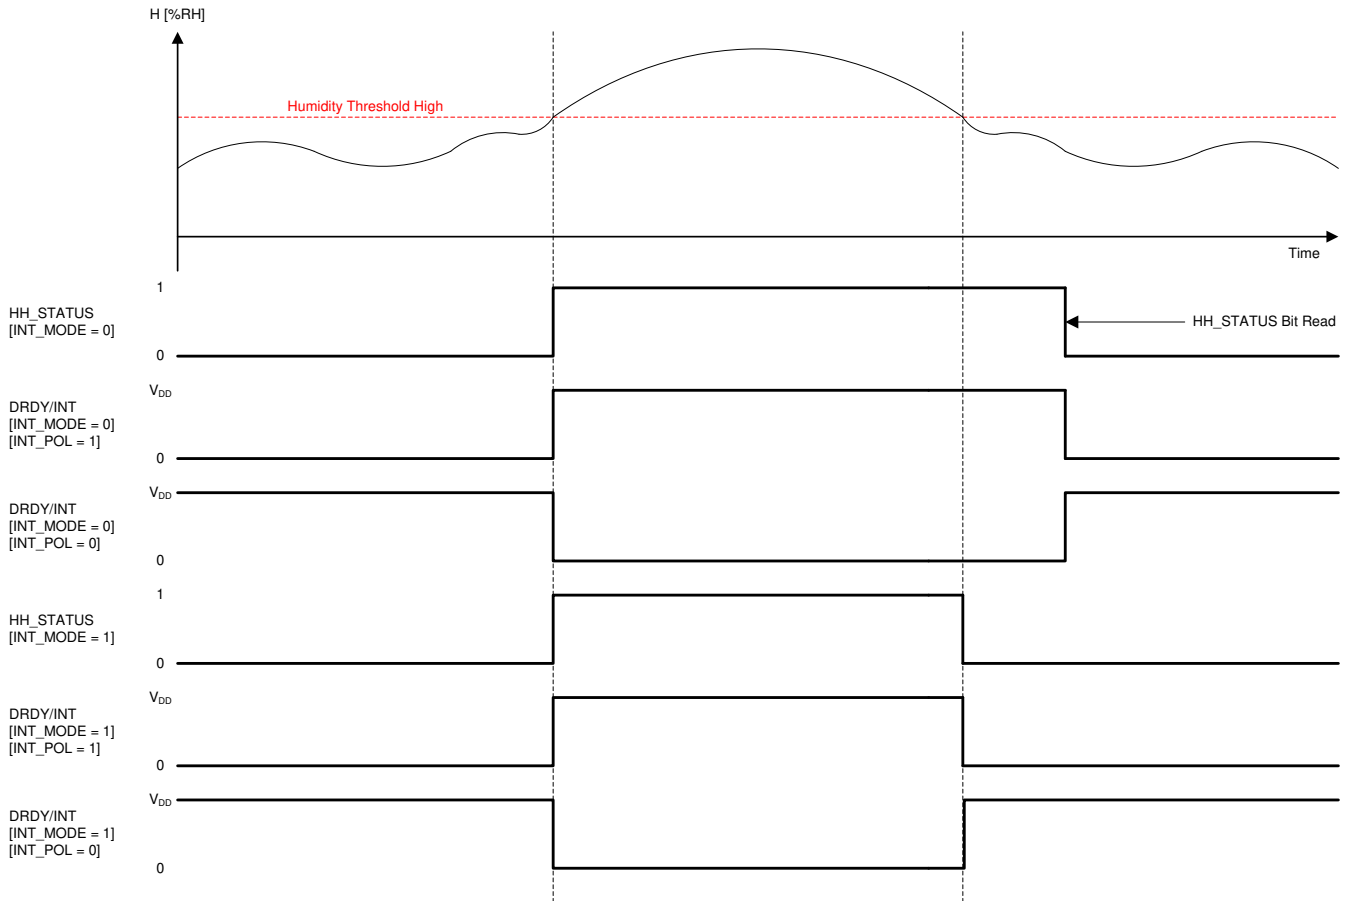 H [%RH]
Humidity Threshold High
Time
1
HH_STATUS
[INT_MODE = 0]
HH_STATUS Bit Read
0
VDD
DRDY/INT
[INT_MODE = 0]
[INT_POL = 1]
0
VDD
DRDY/INT
[INT_MODE = 0]
[INT_POL = 0]
0
1
HH_STATUS
[INT_MODE = 1]
0
VDD
DRDY/INT
[INT_MODE = 1]
[INT_POL = 1]
0
VDD
DRDY/INT
[INT_MODE = 1]
[INT_POL = 0]
0